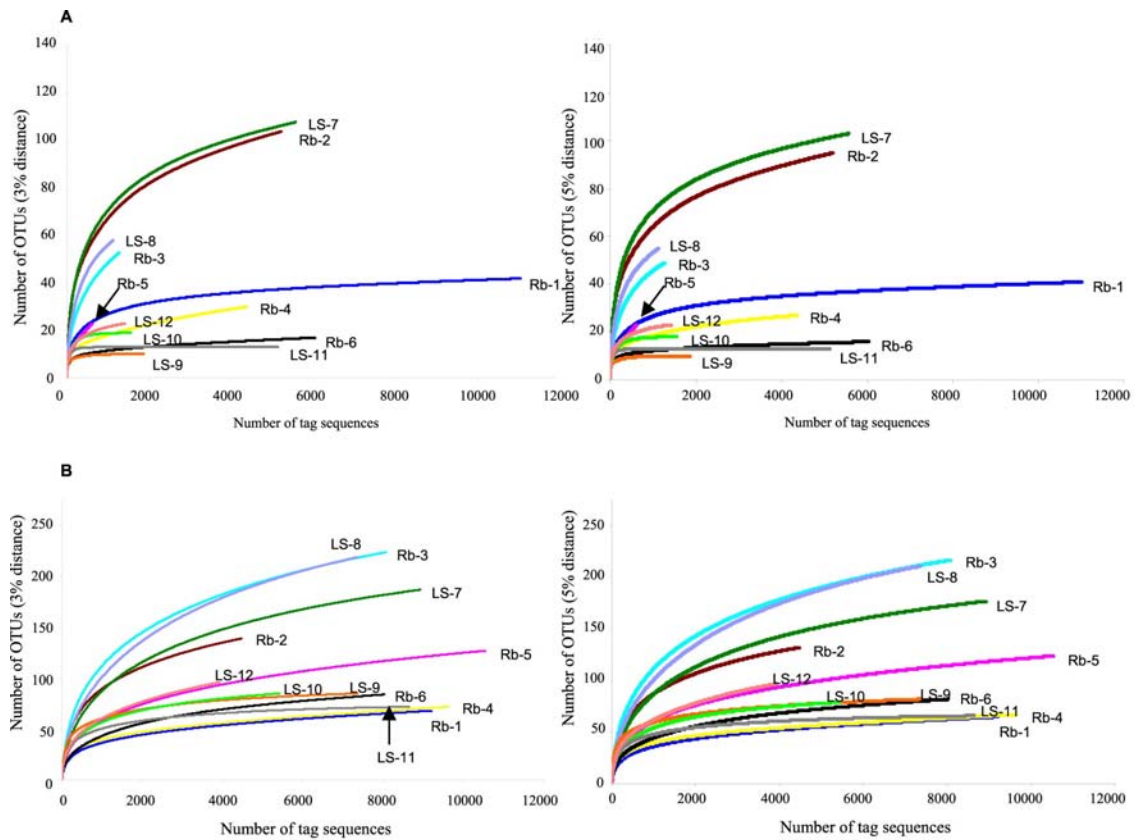 A
Number of OTUs (3% distance)
140
120
100
80
60
40
20
0
LS-7
Rb-2
LS-8
Rb-3
Rb-5
Rb-1
Rb-4
LS-12
LS-10
Rb-6
LS-11
LS-9
0 2000 4000 6000 8000 10000 12000
Number of tag sequences
Number of OTUs (5% distance)
140
120
100
80
60
40
20
0
LS-7
Rb-2
LS-8
Rb-3
Rb-5
Rb-1
LS-12
Rb-4
LS-10
Rb-6
LS-11
LS-9
0 2000 4000 6000 8000 10000 12000
Number of tag sequences
B
Number of OTUs (3% distance)
250
200
150
100
50
0
LS-8
Rb-3
LS-7
Rb-2
Rb-5
LS-12
LS-10
LS-9
Rb-6
Rb-4
Rb-1
LS-11
0 2000 4000 6000 8000 10000 12000
Number of tag sequences
Number of OTUs (5% distance)
250
200
150
100
50
0
Rb-3
LS-8
LS-7
Rb-2
Rb-5
LS-12
LS-10
LS-9
Rb-6
LS-11
Rb-4
Rb-1
0 2000 4000 6000 8000 10000 12000
Number of tag sequences